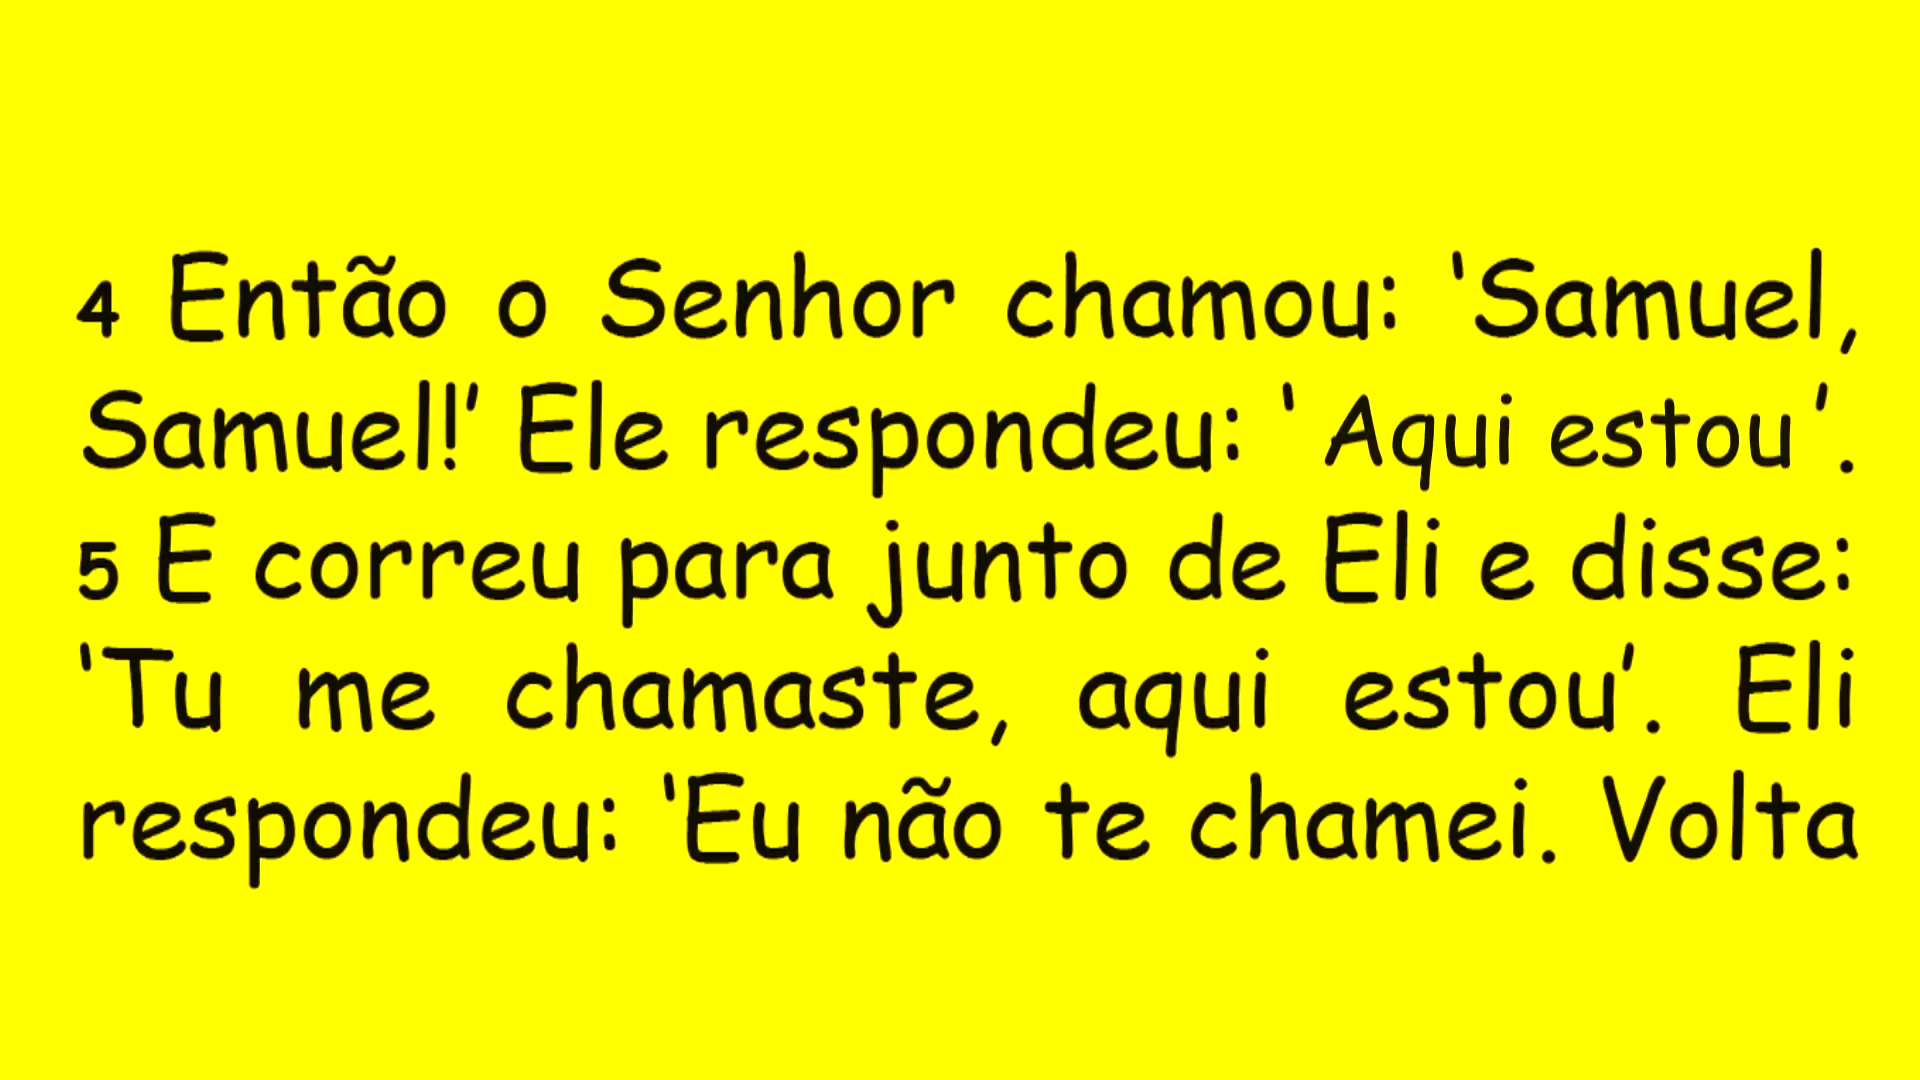 4 Então o Senhor chamou: ‘Samuel,
Samuel!’ Ele respondeu: ‘ Aqui estou ’.
5 E correu para junto de Eli e disse:
‘Tu me chamaste, aqui estou’. Eli
respondeu: ‘Eu não te chamei. Volta